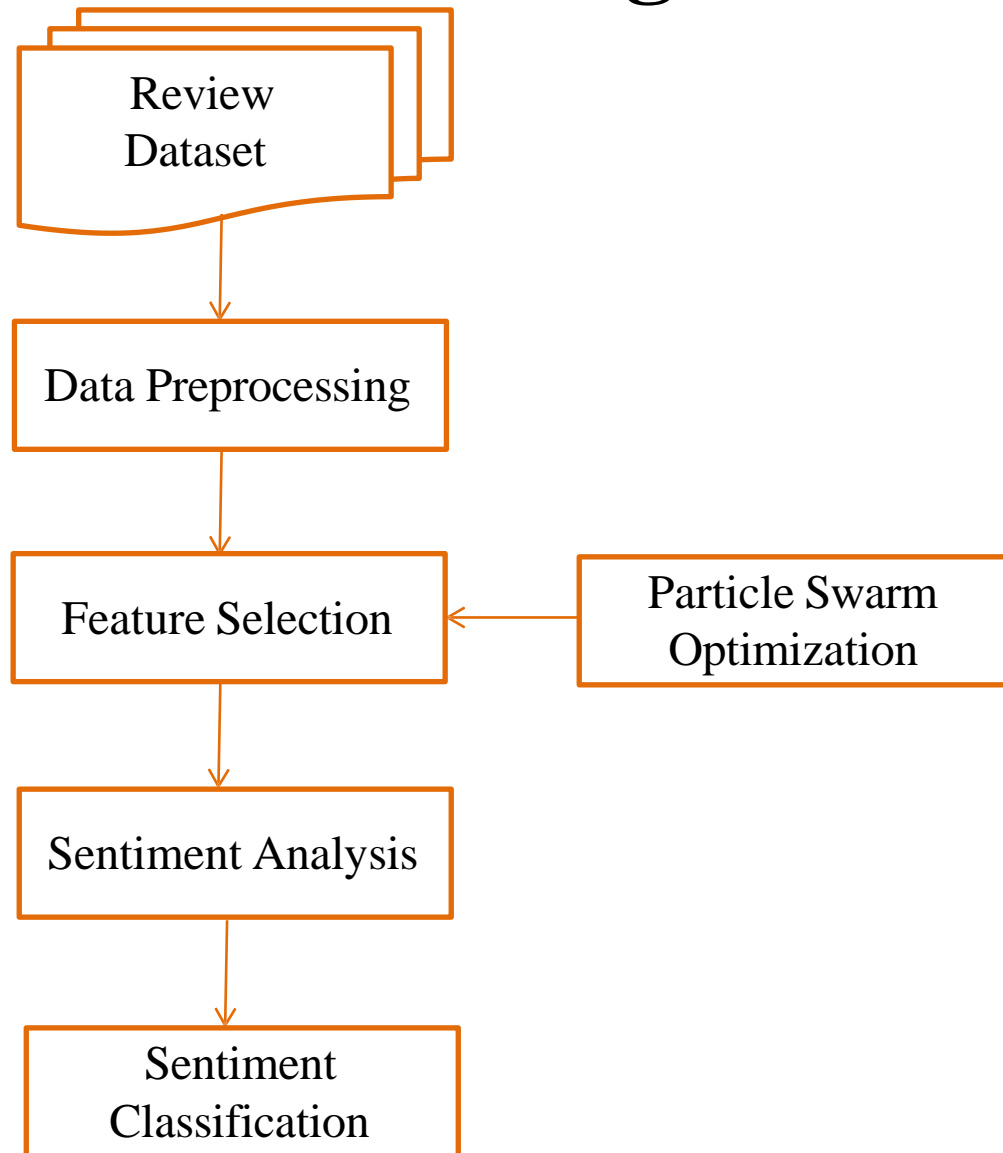 Review
Dataset
Data Preprocessing
Feature Selection
Particle Swarm
Optimization
Sentiment Analysis
Sentiment
Classification